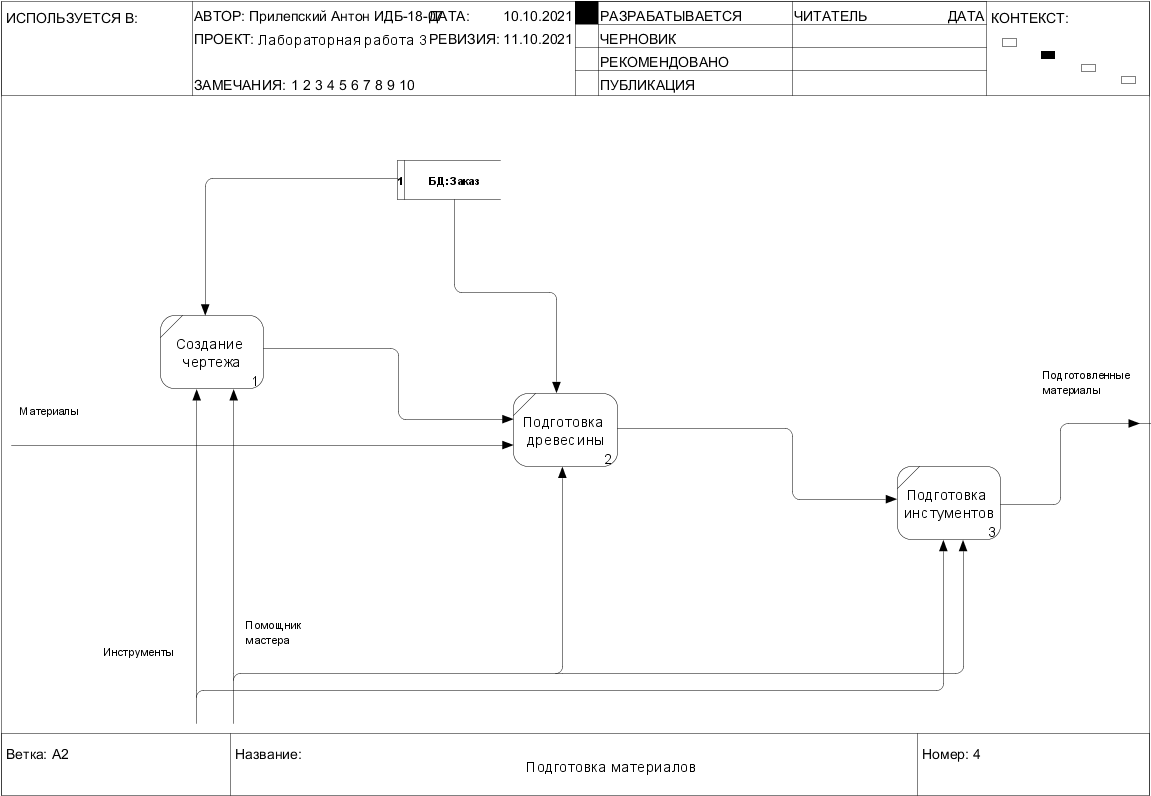 ИСПОЛЬЗУЕТСЯ В:
АВТОР: Прилепский Антон ИДБ-18-07
ДАТА: 10.10.2021
ПРОЕКТ: Лабораторная работа 3
РЕВИЗИЯ: 11.10.2021
ЗАМЕЧАНИЯ: 1 2 3 4 5 6 7 8 9 10
РАЗРАБАТЫВАЕТСЯ
ЧЕРНОВИК
РЕКОМЕНДОВАНО
ПУБЛИКАЦИЯ
ЧИТАТЕЛЬ
ДАТА
КОНТЕКСТ:
1 БД:Заказ
Создание
чертежа
1
Материалы
Подготовка
древесины
2
Подготовленные
материалы
Подготовка
инстументов
3
Помощник
мастера
Инструменты
Ветка: A2
Название:
Подготовка материалов
Номер: 4